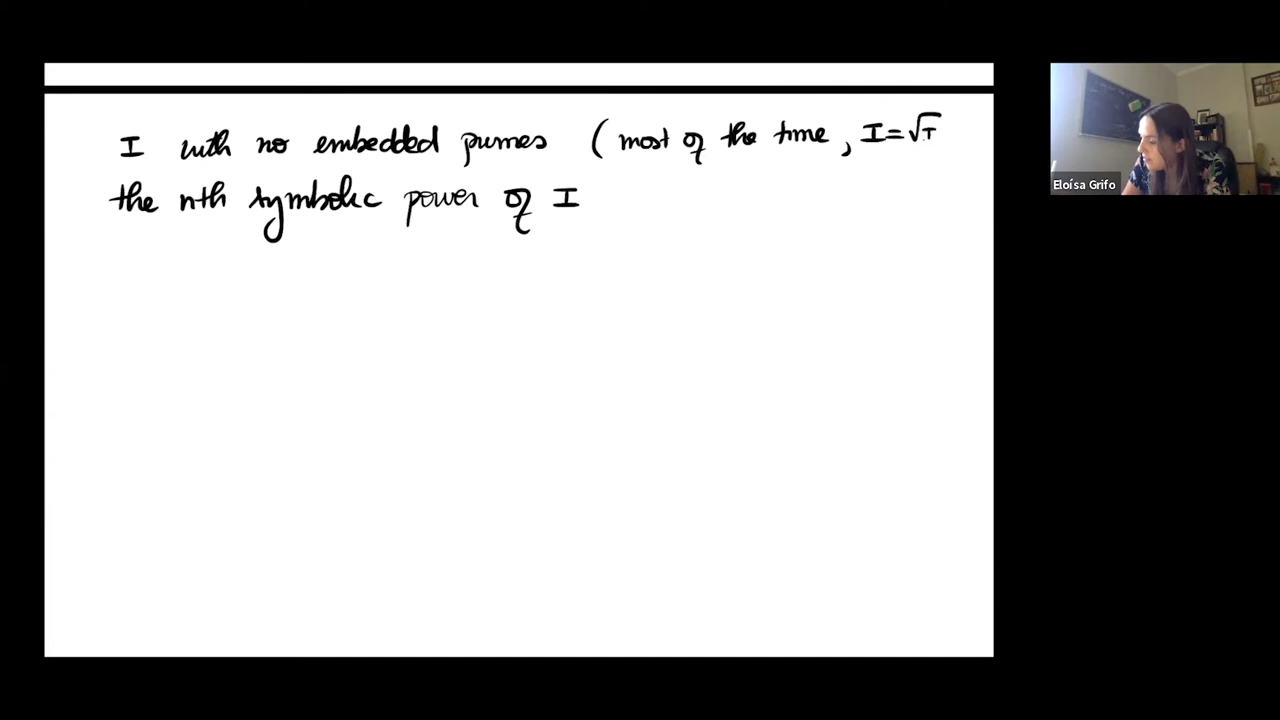 I with no embedded primes (most of the time, I=√I
the nth symbolic power of I
Eloísa Grifo